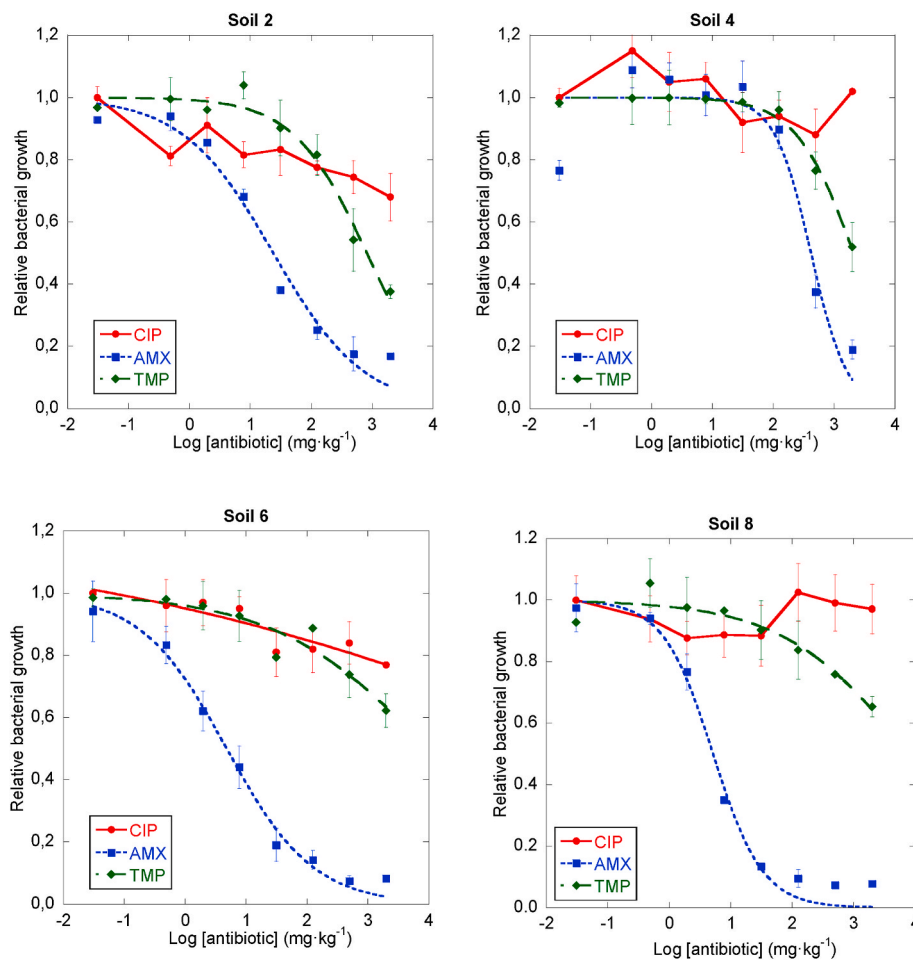 Soil 2
1,2
1,0
0,8
0,6
0,4
0,2
0,0
Relative bacterial growth
CIP
AMX
TMP
-2 -1 0 1 2 3 4
Log [antibiotic] (mg·kg⁻¹)
Soil 4
1,2
1,0
0,8
0,6
0,4
0,2
0,0
Relative bacterial growth
CIP
AMX
TMP
-2 -1 0 1 2 3 4
Log [antibiotic] (mg·kg⁻¹)
Soil 6
1,2
1,0
0,8
0,6
0,4
0,2
0,0
Relative bacterial growth
CIP
AMX
TMP
-2 -1 0 1 2 3 4
Log [antibiotic] (mg·kg⁻¹)
Soil 8
1.2
1.0
0.8
0.6
0.4
0.2
0.0
Relative bacterial growth
CIP
AMX
TMP
-2 -1 0 1 2 3 4
Log [antibiotic] (mg·kg⁻¹)